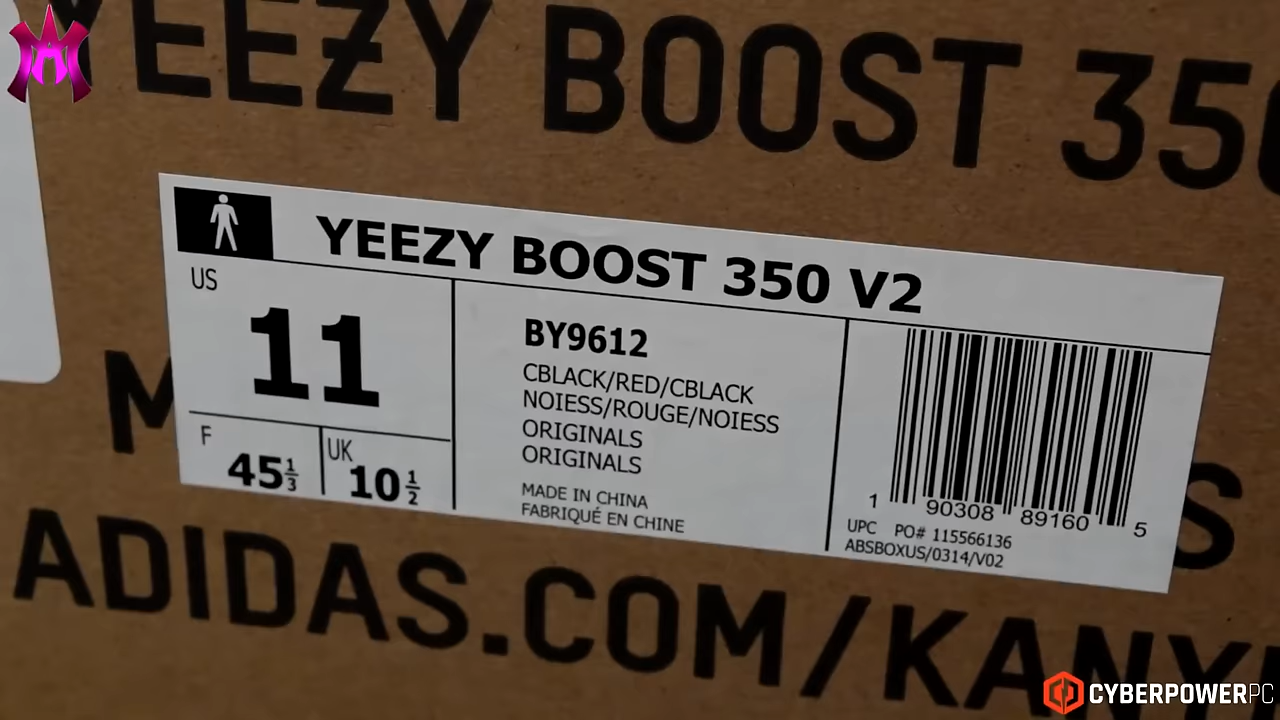 YEEZY BOOST 350
YEEZY BOOST 350 V2
US
11
F
45 1/3
UK
10 1/2
BY9612
CBLACK/RED/CBLACK
NOIESS/ROUGE/NOIESS
ORIGINALS
ORIGINALS
MADE IN CHINA
FABRIQUÉ EN CHINE
1 90308 89160 5
UPC PO# 115566136
ABSBOXUS/0314/V02
M
S
ADIDAS.COM/KANY
CYBERPOWERPC